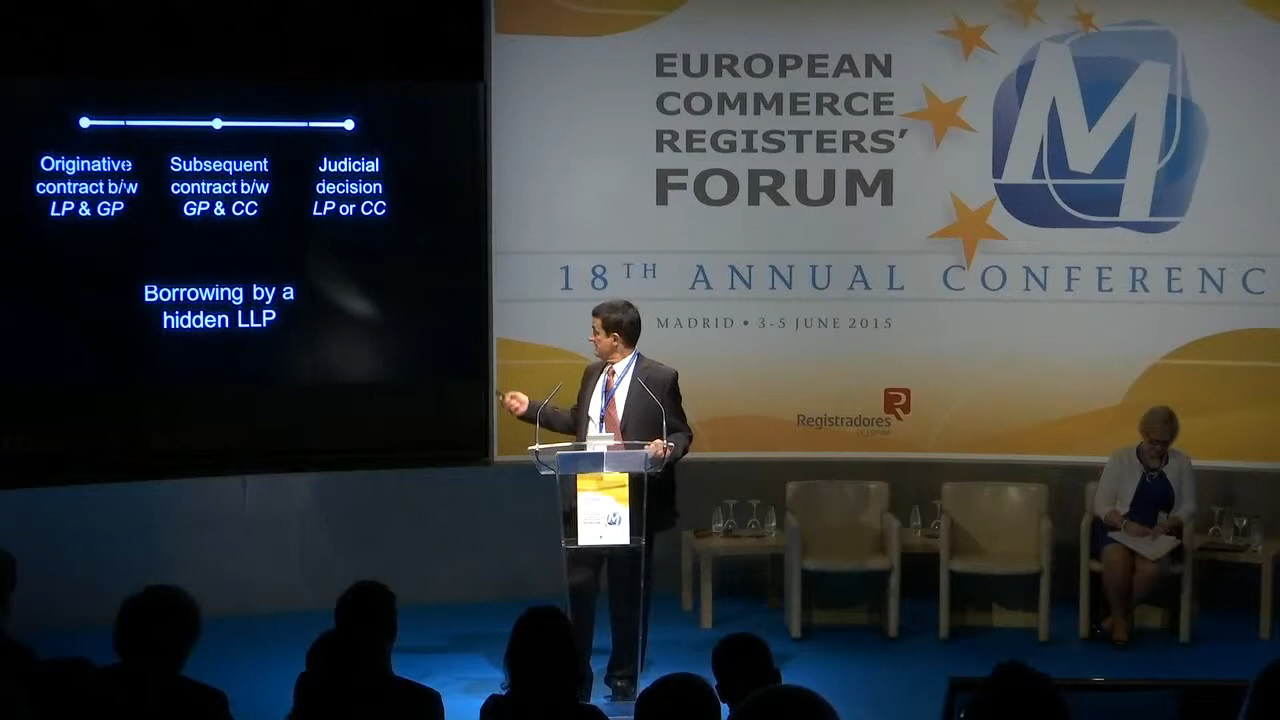 Originative
contract b/w
LP & GP
Subsequent
contract b/w
GP & CC
Judicial
decision
LP or CC
Borrowing by a
hidden LLP
EUROPEAN
COMMERCE
REGISTERS’
FORUM
M
18TH ANNUAL CONFERENC
MADRID • 3-5 JUNE 2015
R
Registradores
M